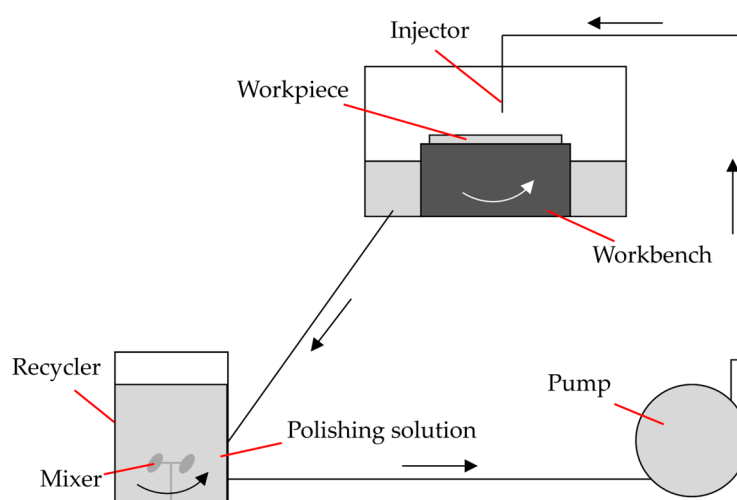 Injector
Workpiece
Workbench
Recycler
Pump
Polishing solution
Mixer